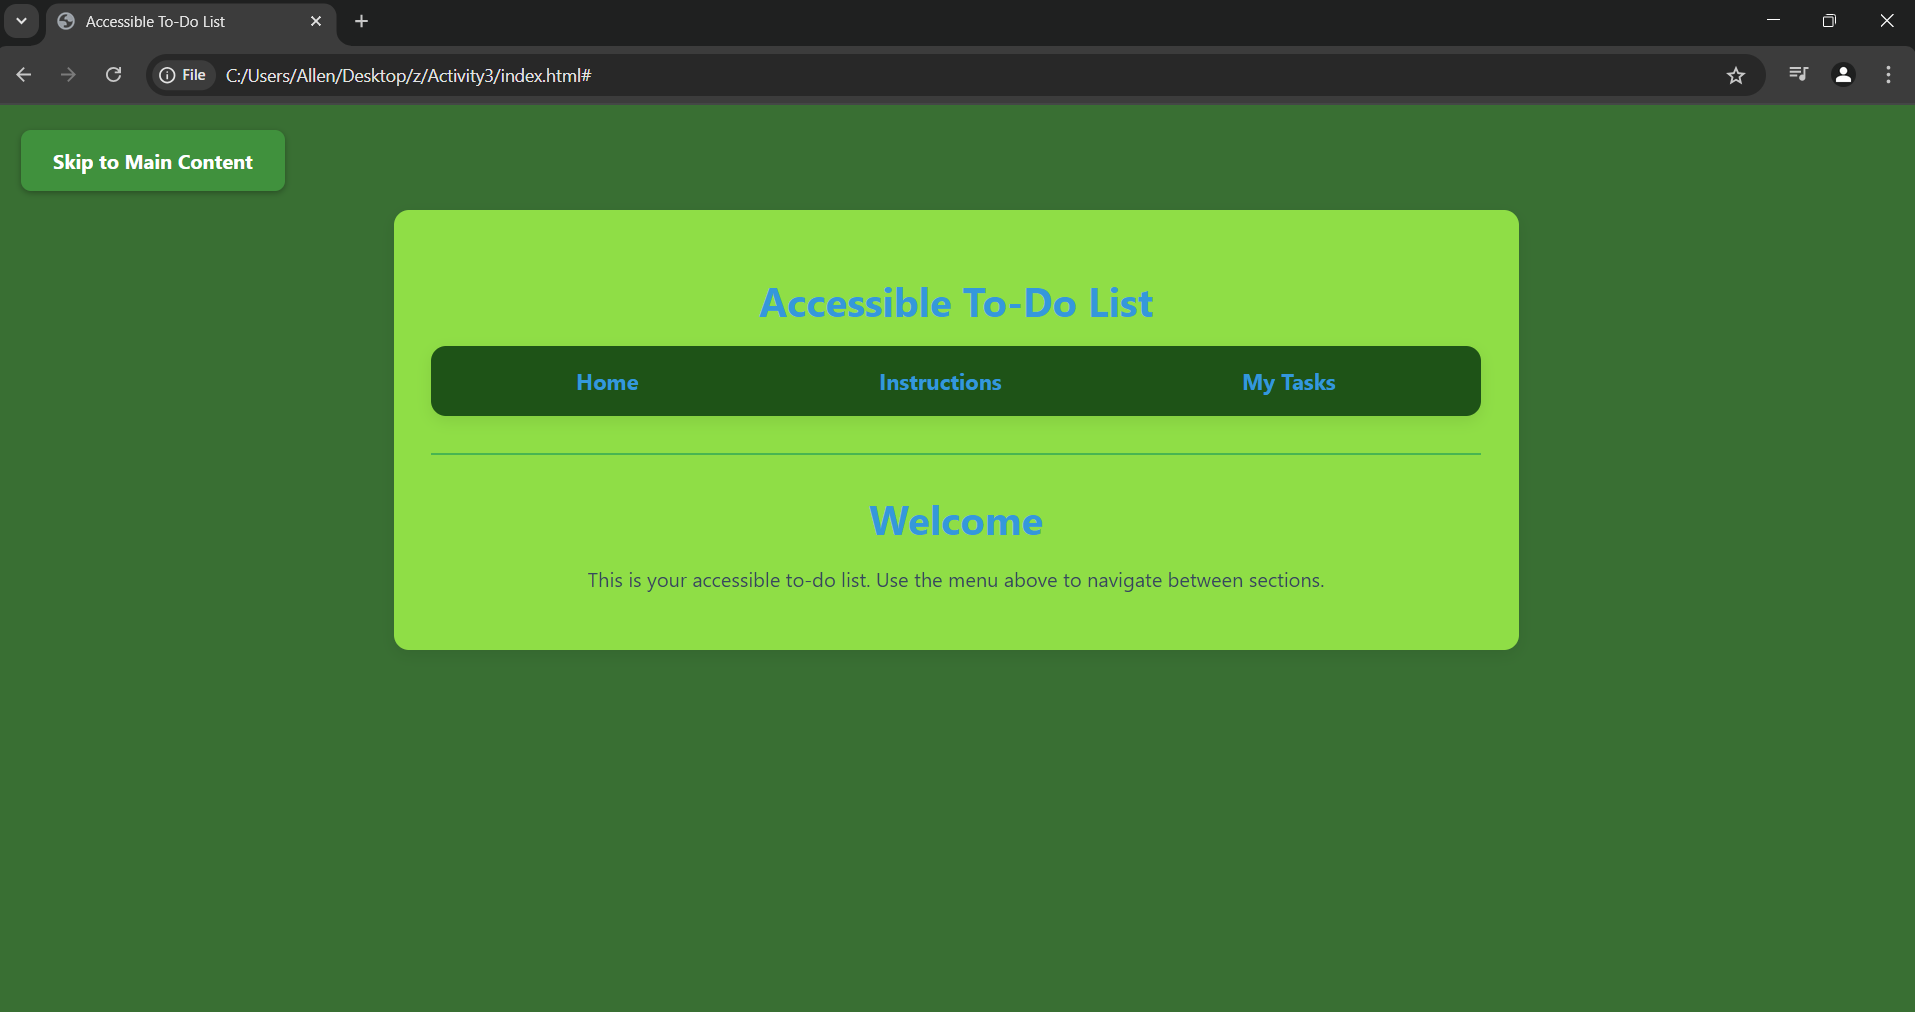 Accessible To-Do List
File
C:/Users/Allen/Desktop/z/Activity3/index.html#
Skip to Main Content
Accessible To-Do List
Home Instructions My Tasks
Welcome
This is your accessible to-do list. Use the menu above to navigate between sections.